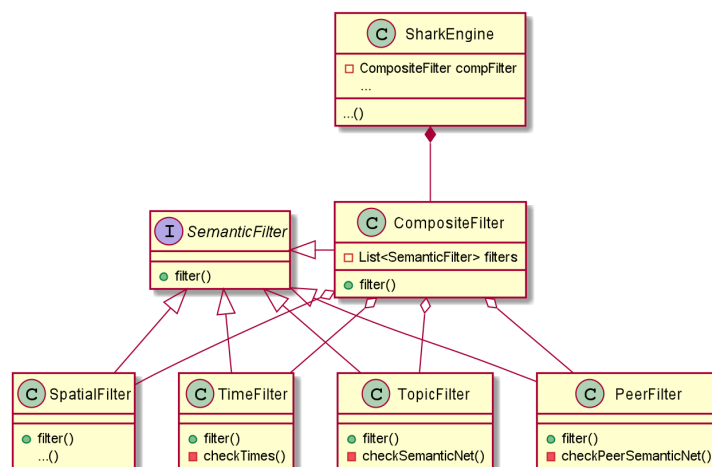 C SharkEngine
CompositeFilter compFilter
...
...()
I SemanticFilter
filter()
C CompositeFilter
List<SemanticFilter> filters
filter()
C SpatialFilter
filter()
...()
C TimeFilter
filter()
checkTimes()
C TopicFilter
filter()
checkSemanticNet()
C PeerFilter
filter()
checkPeerSemanticNet()